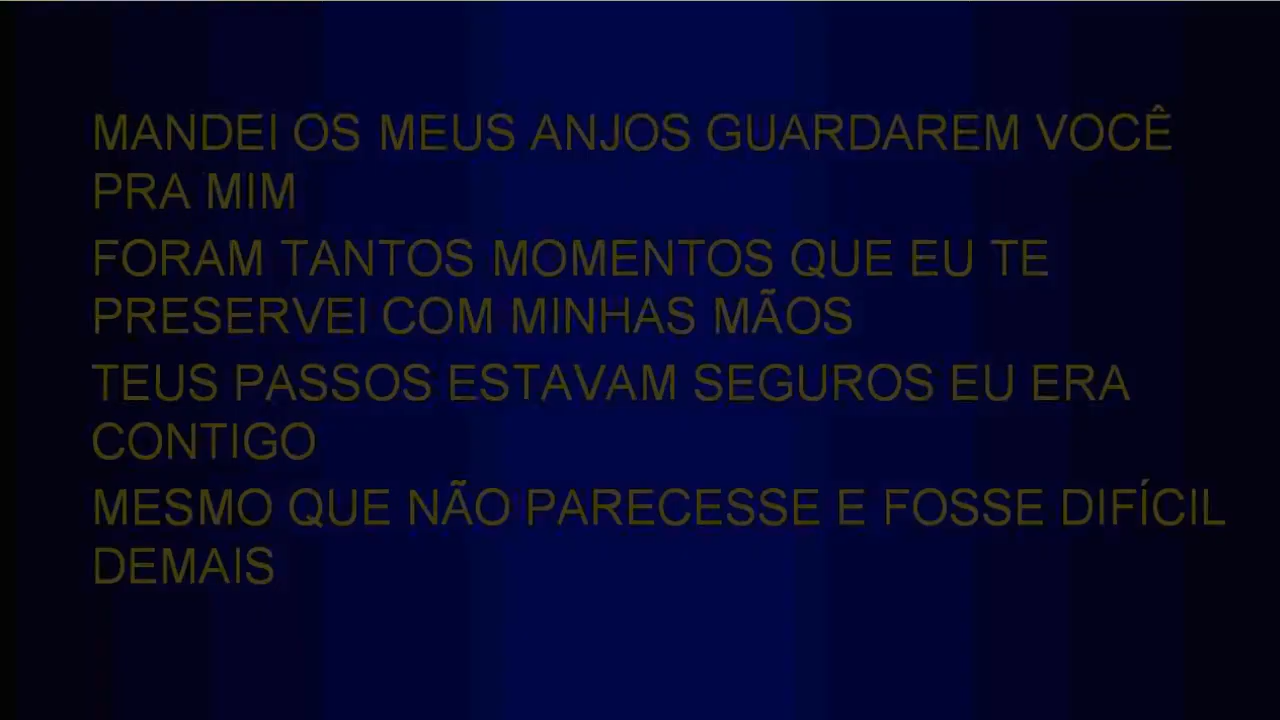 MANDEI OS MEUS ANJOS GUARDAREM VOCÊ
PRA MIM
FORAM TANTOS MOMENTOS QUE EU TE
PRESERVEI COM MINHAS MÃOS
TEUS PASSOS ESTAVAM SEGUROS EU ERA
CONTIGO
MESMO QUE NÃO PARECESSE E FOSSE DIFÍCIL
DEMAIS